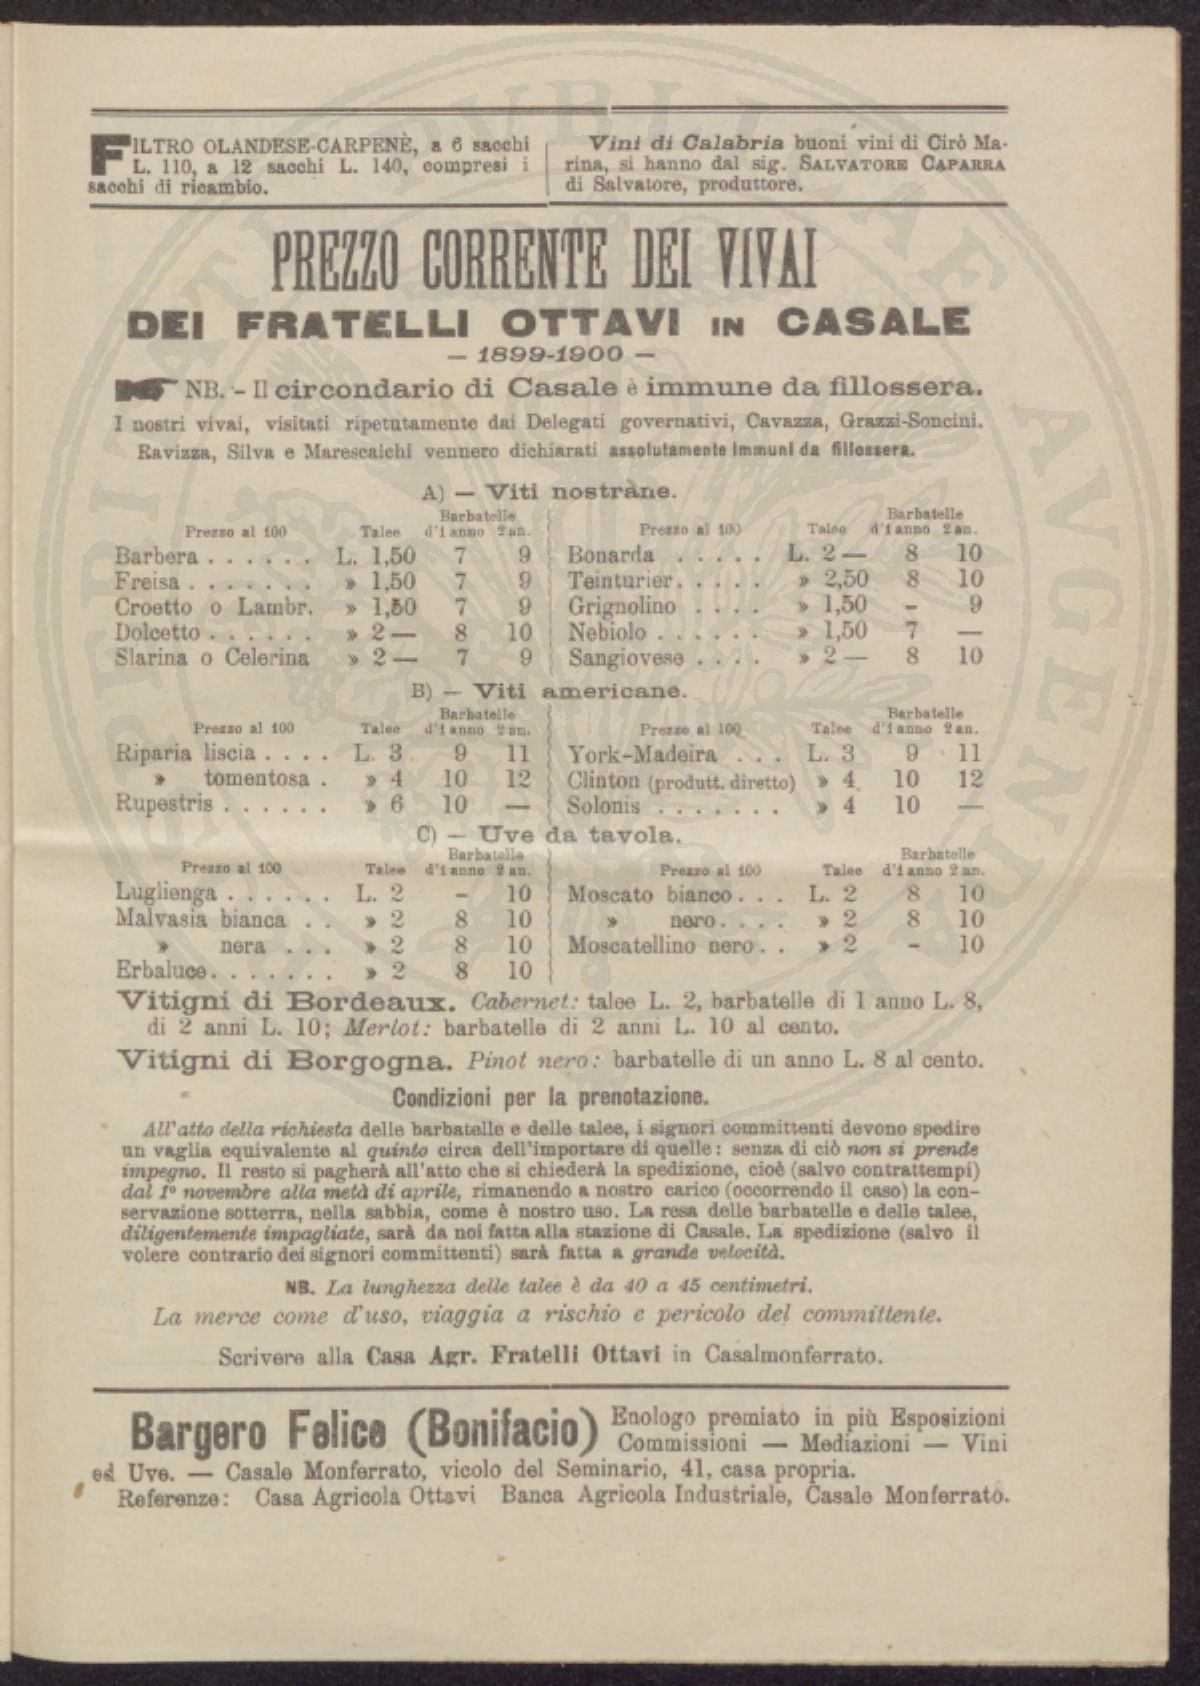 FILTRO OLANDESE-CARPENÈ, a 6 sacchi
L. 110, a 12 sacchi L. 140, compresi i
sacchi di ricambio.
Vini di Calabria buoni vini di Cirò Ma-
rina, si hanno dal sig. SALVATORE CAPARRA
di Salvatore, produttore.
PREZZO CORRENTE DEI VIVAI
DEI FRATELLI OTTAVI IN CASALE
— 1899-1900 —
NB. - Il circondario di Casale è immune da fillossera.
I nostri vivai, visitati ripetutamente dai Delegati governativi, Cavazza, Grazzi-Soncini.
Ravizza, Silva e Marescalchi vennero dichiarati assolutamente immuni da fillossera.
A) — Viti nostrane.
Prezzo al 100 Talee Barbatelle d'1 anno 2 an.
Barbera . . . . . . L. 1,50 7 9
Freisa . . . . . . . » 1,50 7 9
Croetto o Lambr. » 1,50 7 9
Dolcetto . . . . . . » 2 — 8 10
Slarina o Celerina » 2 — 7 9
Prezzo al 100 Talee Barbatelle d'1 anno 2 an.
Bonarda . . . . . L. 2 — 8 10
Teinturier . . . . . » 2,50 8 10
Grignolino . . . . » 1,50 - 9
Nebiolo . . . . . . » 1,50 7 —
Sangiovese . . . . » 2 — 8 10
B) — Viti americane.
Prezzo al 100 Talee Barbatelle d'1 anno 2 an.
Riparia liscia . . . . L. 3 9 11
» tomentosa . » 4 10 12
Rupestris . . . . . . » 6 10 —
Prezzo al 100 Talee Barbatelle d'1 anno 2 an.
York-Madeira . . . L. 3 9 11
Clinton (produtt. diretto) » 4 10 12
Solonis . . . . . . . » 4 10 —
C) — Uve da tavola.
Prezzo al 100 Talee Barbatelle d'1 anno 2 an.
Luglienga . . . . . . L. 2 - 10
Malvasia bianca . . » 2 8 10
» nera . . . » 2 8 10
Erbaluce . . . . . . . » 2 8 10
Prezzo al 100 Talee Barbatelle d'1 anno 2 an.
Moscato bianco . . . L. 2 8 10
» nero . . . . » 2 8 10
Moscatellino nero . . » 2 - 10
Vitigni di Bordeaux. Cabernet: talee L. 2, barbatelle di 1 anno L. 8,
di 2 anni L. 10; Merlot: barbatelle di 2 anni L. 10 al cento.
Vitigni di Borgogna. Pinot nero: barbatelle di un anno L. 8 al cento.
Condizioni per la prenotazione.
All'atto della richiesta delle barbatelle e delle talee, i signori committenti devono spedire
un vaglia equivalente al quinto circa dell'importare di quelle: senza di ciò non si prende
impegno. Il resto si pagherà all'atto che si chiederà la spedizione, cioè (salvo contrattempi)
dal 1° novembre alla metà di aprile, rimanendo a nostro carico (occorrendo il caso) la con-
servazione sotterra, nella sabbia, come è nostro uso. La resa delle barbatelle e delle talee,
diligentemente impagliate, sarà da noi fatta alla stazione di Casale. La spedizione (salvo il
volere contrario dei signori committenti) sarà fatta a grande velocità.
NB. La lunghezza delle talee è da 40 a 45 centimetri.
La merce come d'uso, viaggia a rischio e pericolo del committente.
Scrivere alla Casa Agr. Fratelli Ottavi in Casalmonferrato.
Bargero Felice (Bonifacio) Enologo premiato in più Esposizioni
Commissioni — Mediazioni — Vini
ed Uve. — Casale Monferrato, vicolo del Seminario, 41, casa propria.
Referenze: Casa Agricola Ottavi Banca Agricola Industriale, Casale Monferrato.